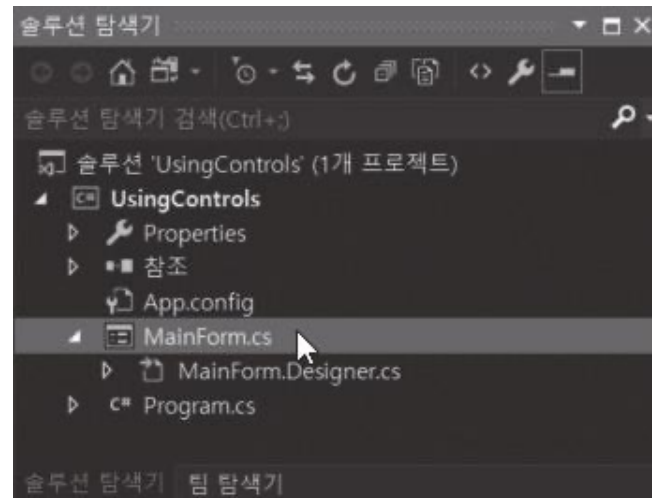 솔루션 탐색기
솔루션 탐색기 검색(Ctrl+;)
솔루션 'UsingControls' (1개 프로젝트)
C# UsingControls
Properties
참조
App.config
MainForm.cs
MainForm.Designer.cs
C# Program.cs
솔루션 탐색기 팀 탐색기